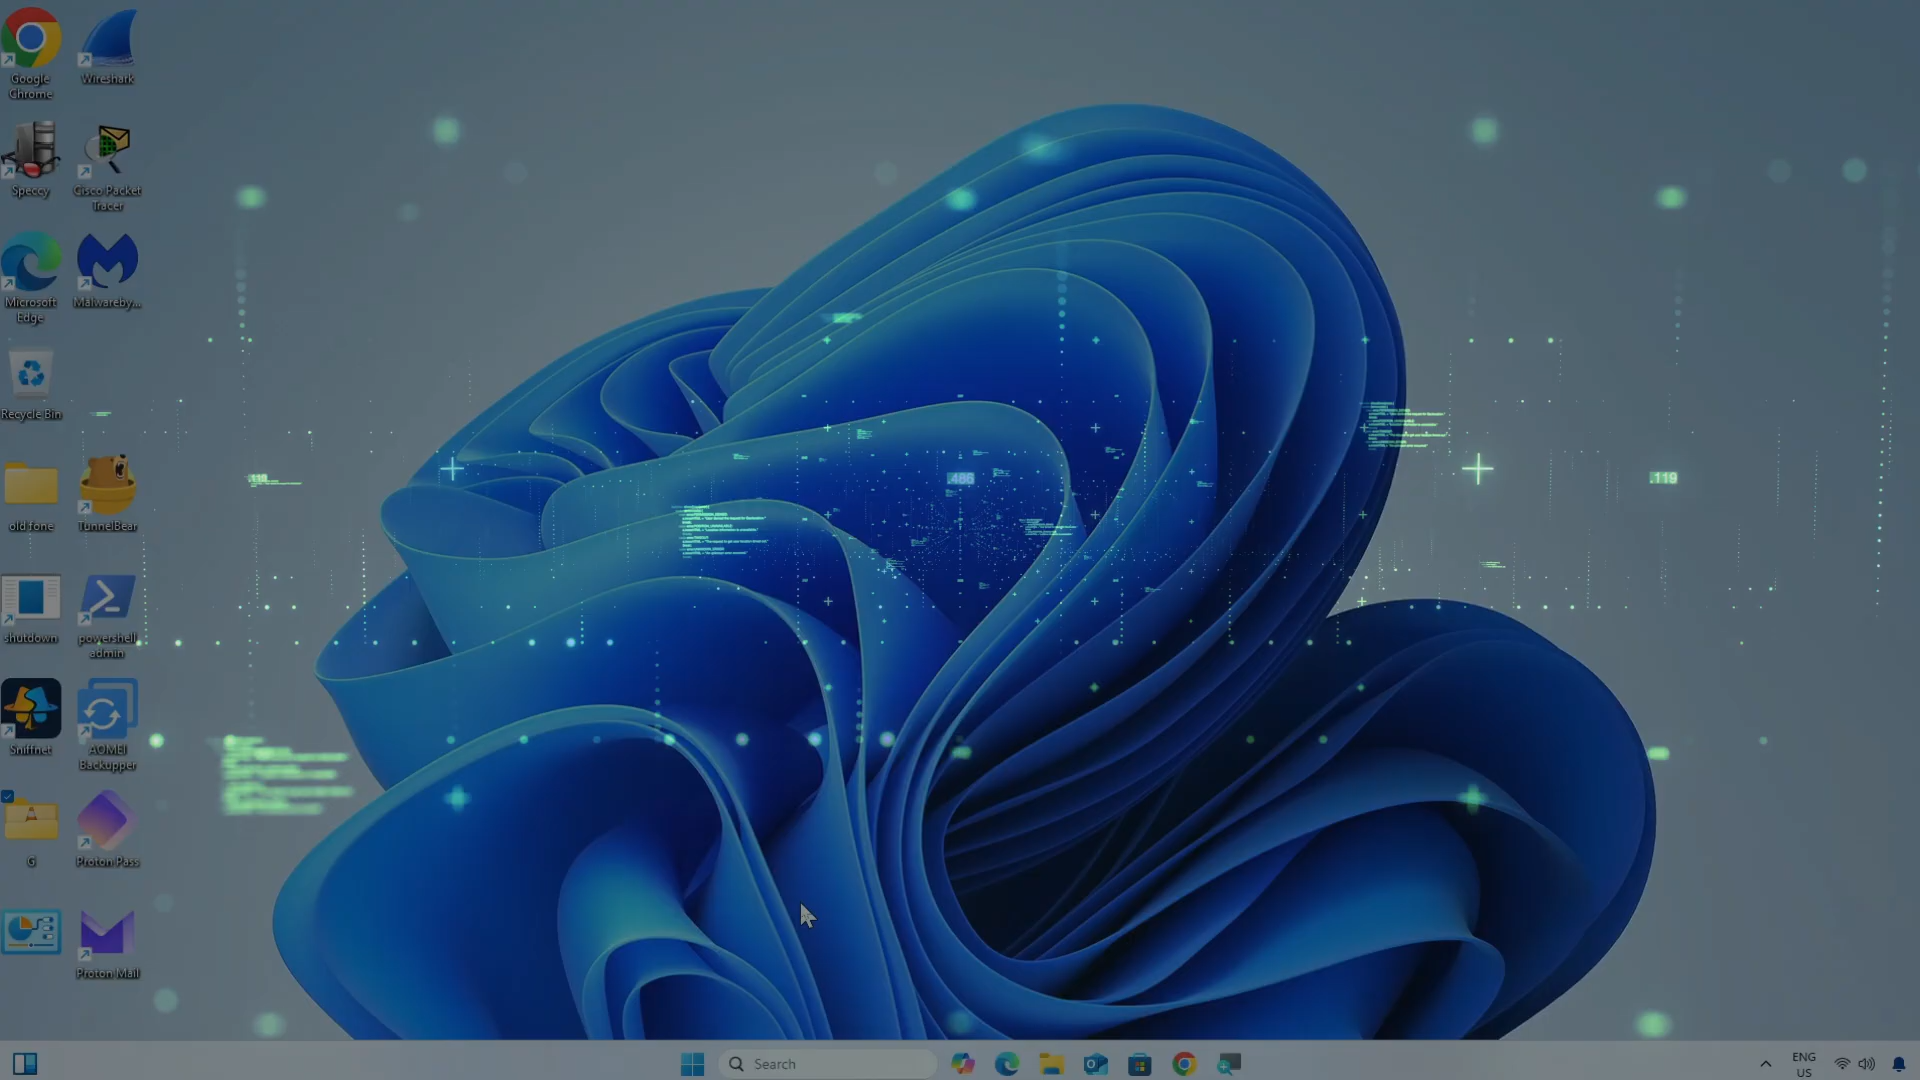 Google
Chrome
Wireshark
Speccy
Cisco Packet
Tracer
Microsoft
Edge
Malwareby...
Recycle Bin
old fone
TunnelBear
shutdown
powershell
admin
Sniffnet
AOMEI
Backupper
G
Proton Pass
Proton Mail
.486
.119
.119
Search
ENG
US